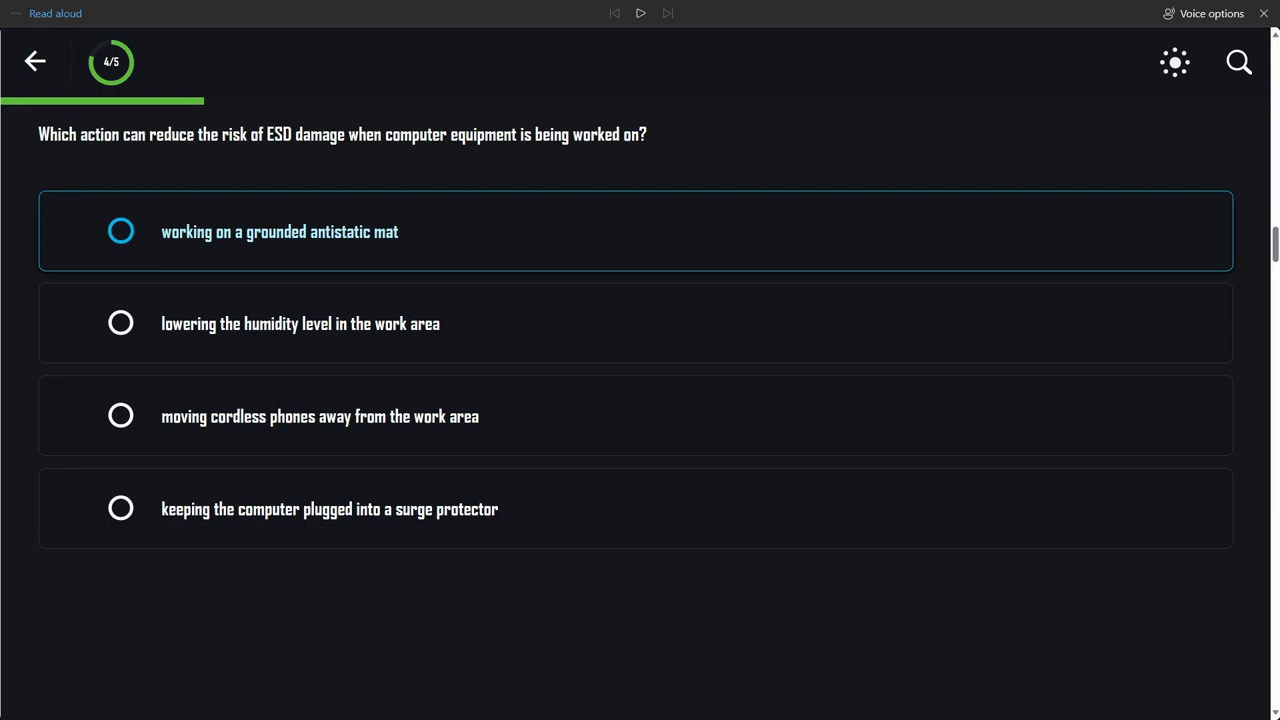 Read aloud
Voice options
4/5
Which action can reduce the risk of ESD damage when computer equipment is being worked on?
working on a grounded antistatic mat
lowering the humidity level in the work area
moving cordless phones away from the work area
keeping the computer plugged into a surge protector